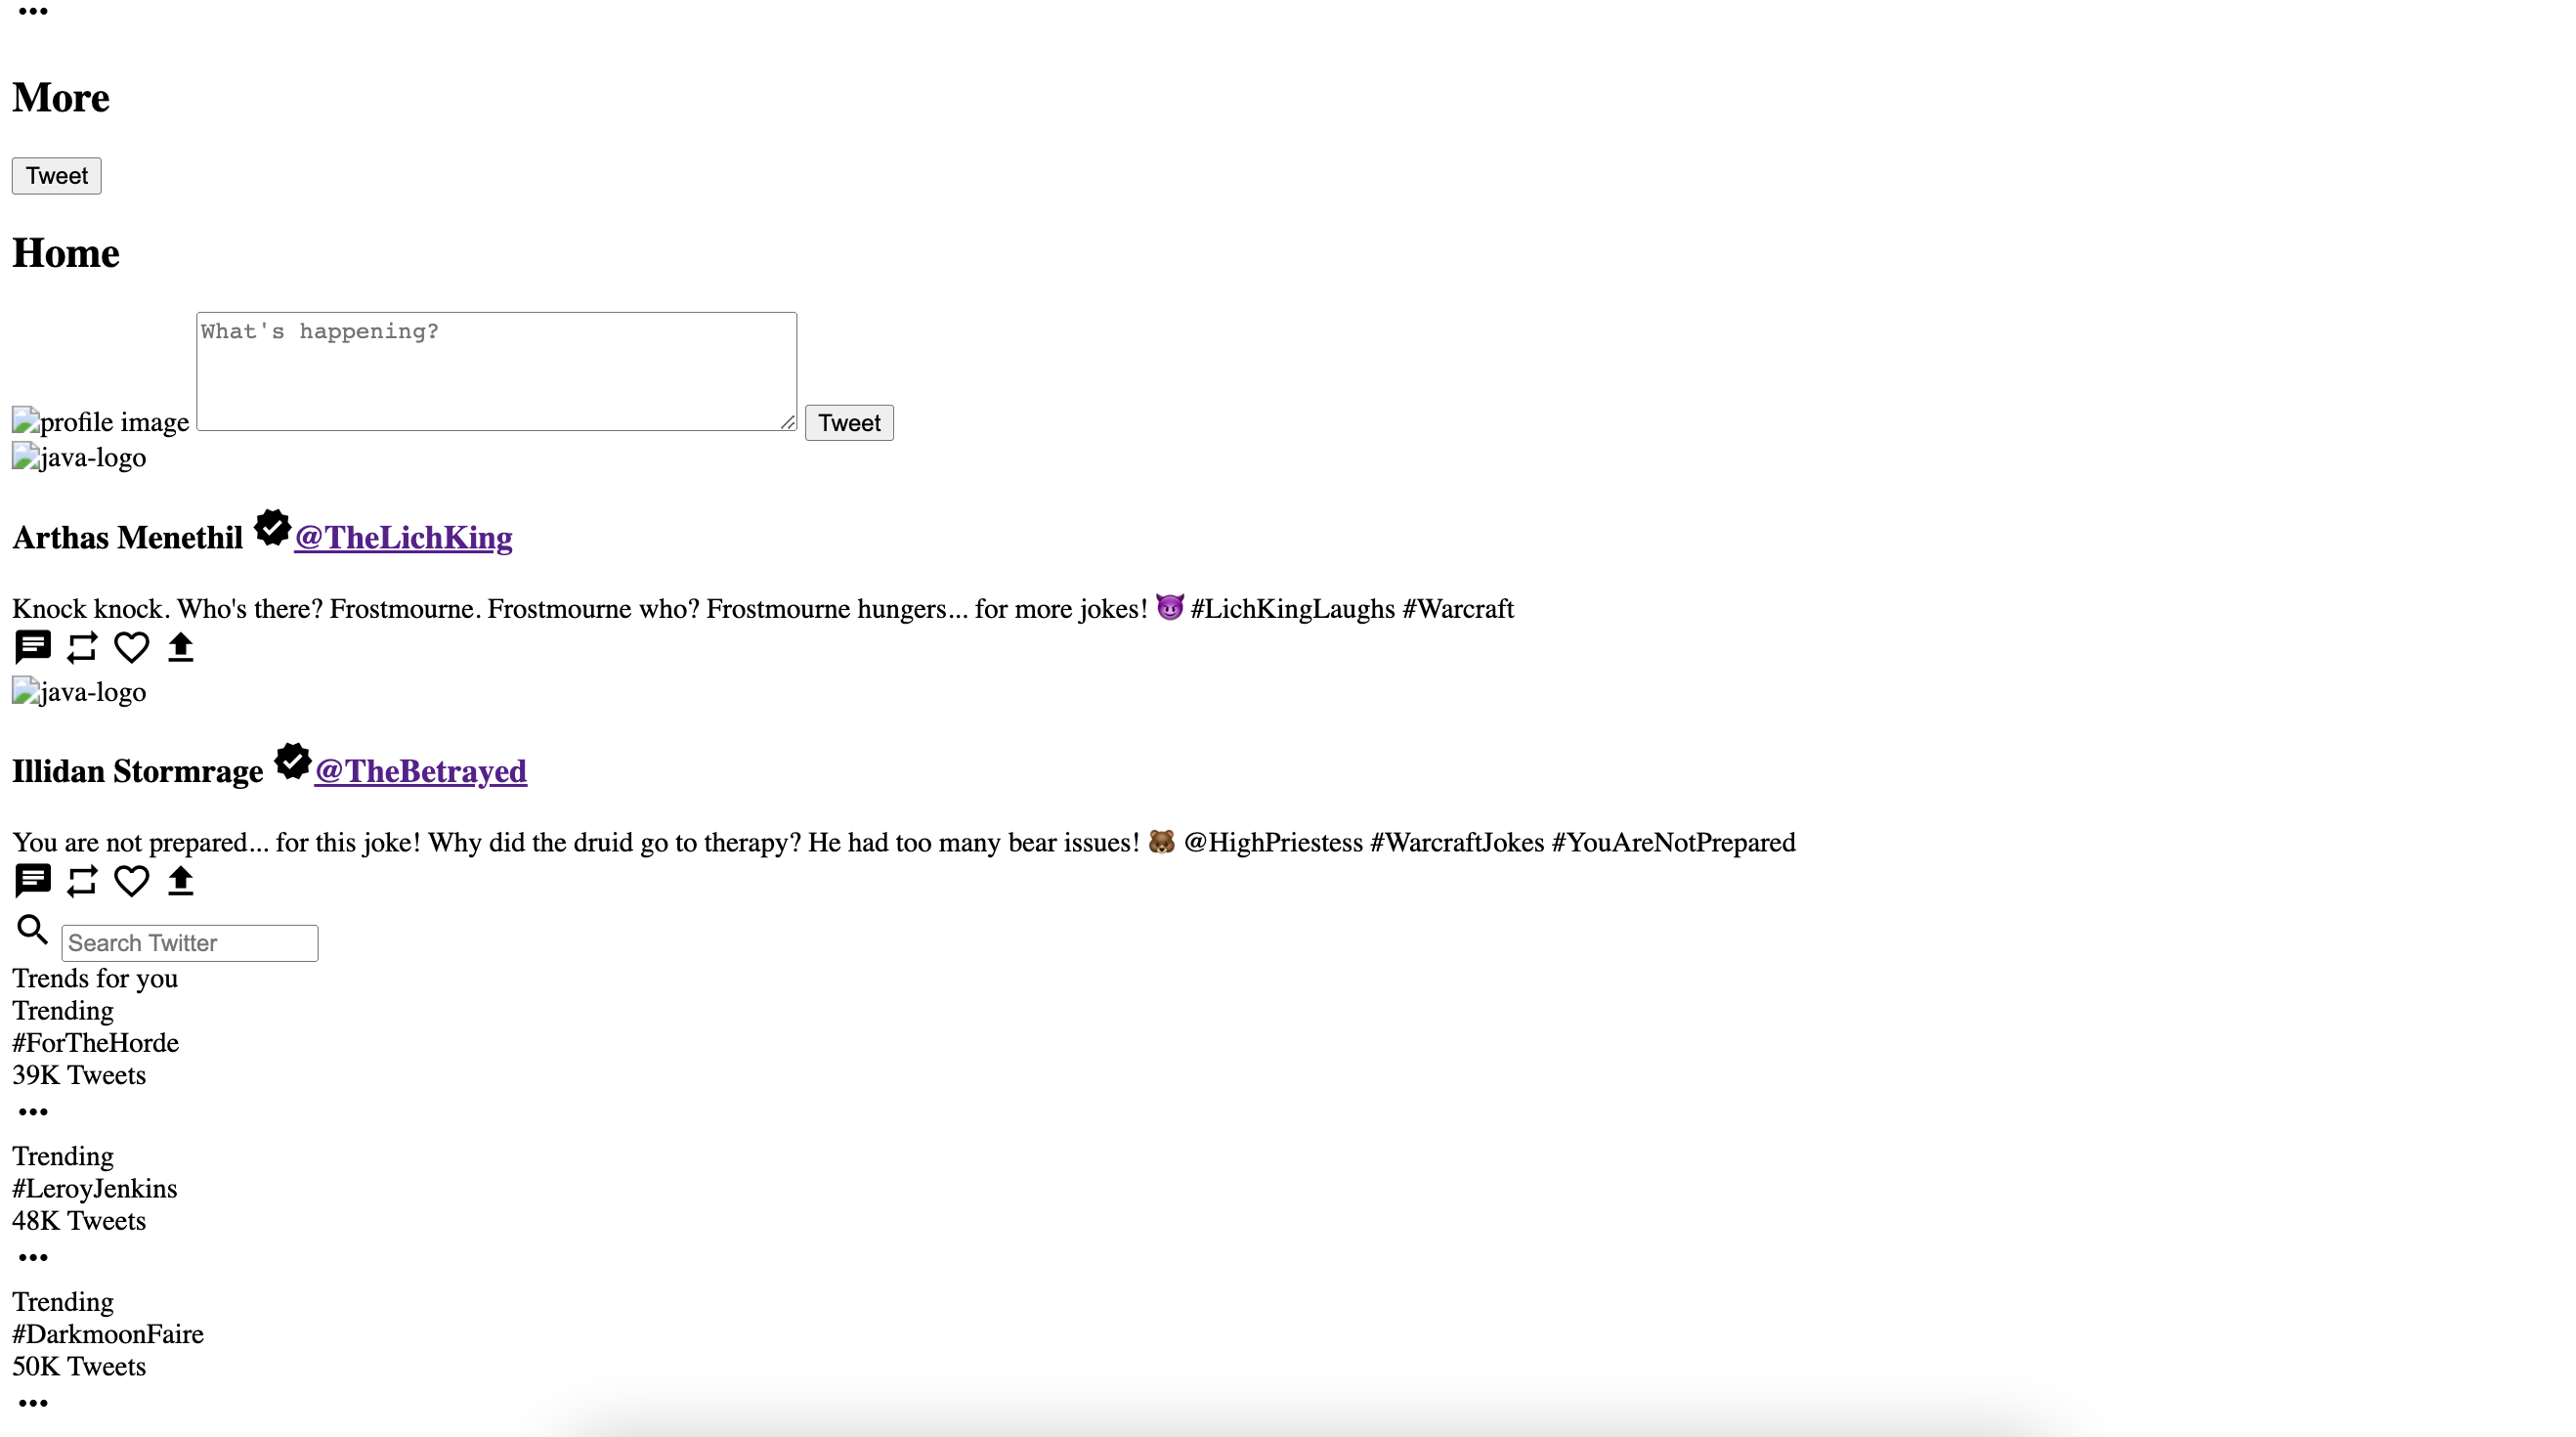 More
Tweet
Home
What's happening?
profile image
Tweet
java-logo
Arthas Menethil @TheLichKing
Knock knock. Who's there? Frostmourne. Frostmourne who? Frostmourne hungers... for more jokes! 😈 #LichKingLaughs #Warcraft
java-logo
Illidan Stormrage @TheBetrayed
You are not prepared... for this joke! Why did the druid go to therapy? He had too many bear issues! 🐻 @HighPriestess #WarcraftJokes #YouAreNotPrepared
Search Twitter
Trends for you
Trending
#ForTheHorde
39K Tweets
Trending
#LeroyJenkins
48K Tweets
Trending
#DarkmoonFaire
50K Tweets